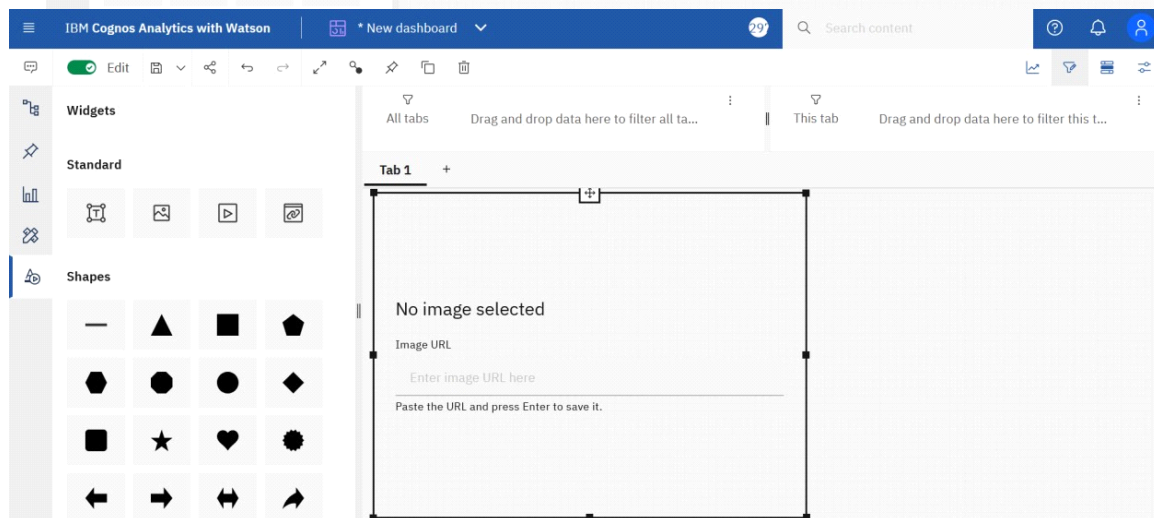 IBM Cognos Analytics with Watson
* New dashboard
297
Search content
Edit
Widgets
All tabs
Drag and drop data here to filter all ta...
This tab
Drag and drop data here to filter this t...
Standard
Tab 1
+
T
Shapes
No image selected
Image URL
Enter image URL here
Paste the URL and press Enter to save it.